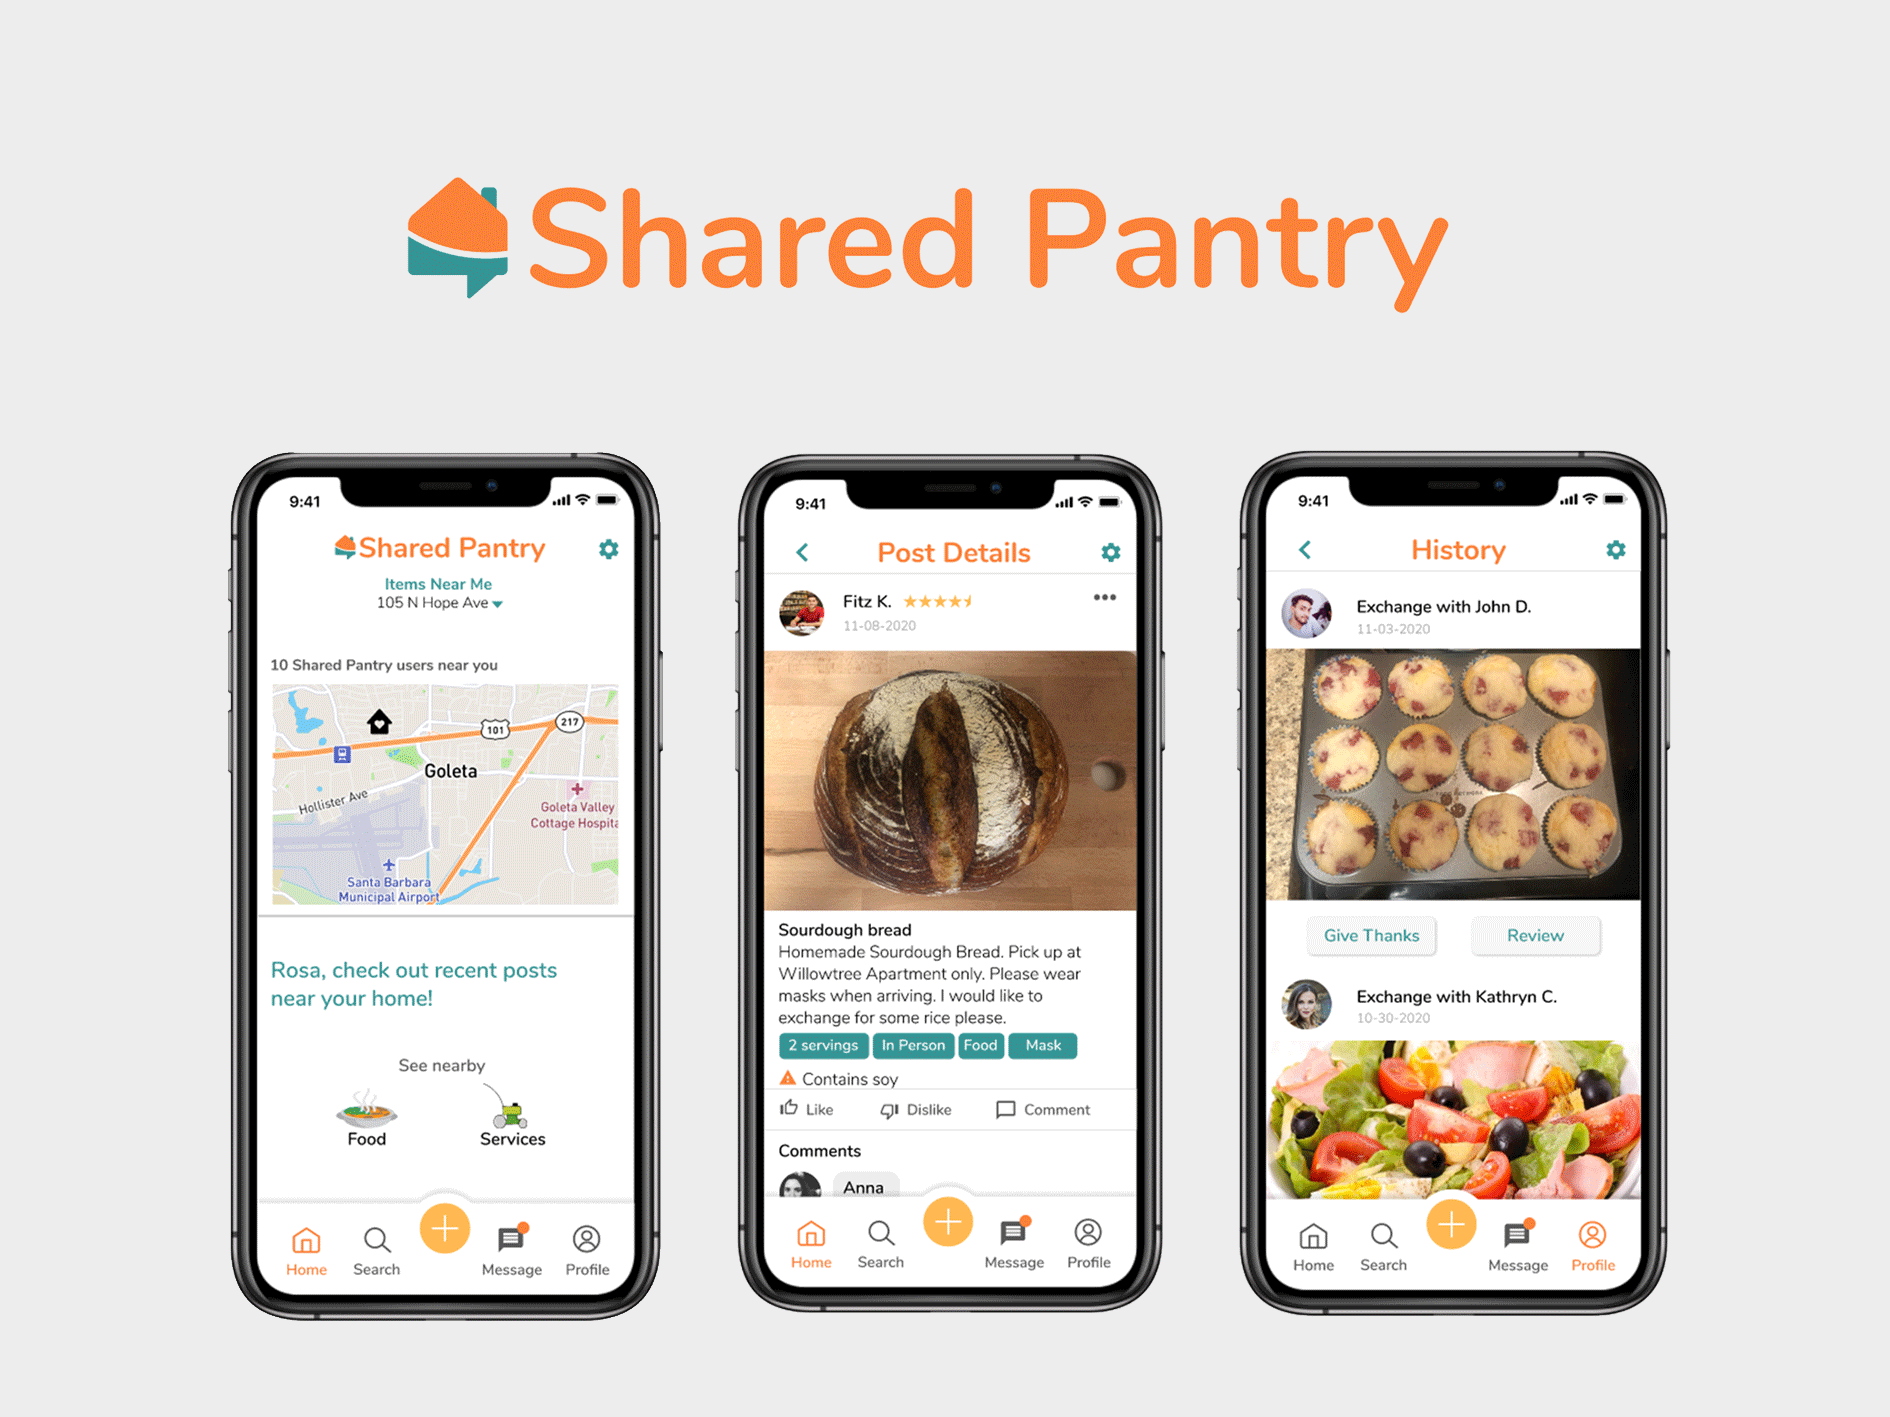 Shared Pantry
9:41
Shared Pantry
Items Near Me
105 N Hope Ave
10 Shared Pantry users near you
101
217
Goleta
Hollister Ave
Goleta Valley
Cottage Hospita
Santa Barbara
Municipal Airport
Rosa, check out recent posts
near your home!
See nearby
Food
Services
Home
Search
Message
Profile
9:41
Post Details
Fitz K.
11-08-2020
Sourdough bread
Homemade Sourdough Bread. Pick up at
Willowtree Apartment only. Please wear
masks when arriving. I would like to
exchange for some rice please.
2 servings
In Person
Food
Mask
Contains soy
Like
Dislike
Comment
Comments
Anna
Home
Search
Message
Profile
9:41
History
Exchange with John D.
11-03-2020
Give Thanks
Review
Exchange with Kathryn C.
10-30-2020
Home
Search
Message
Profile